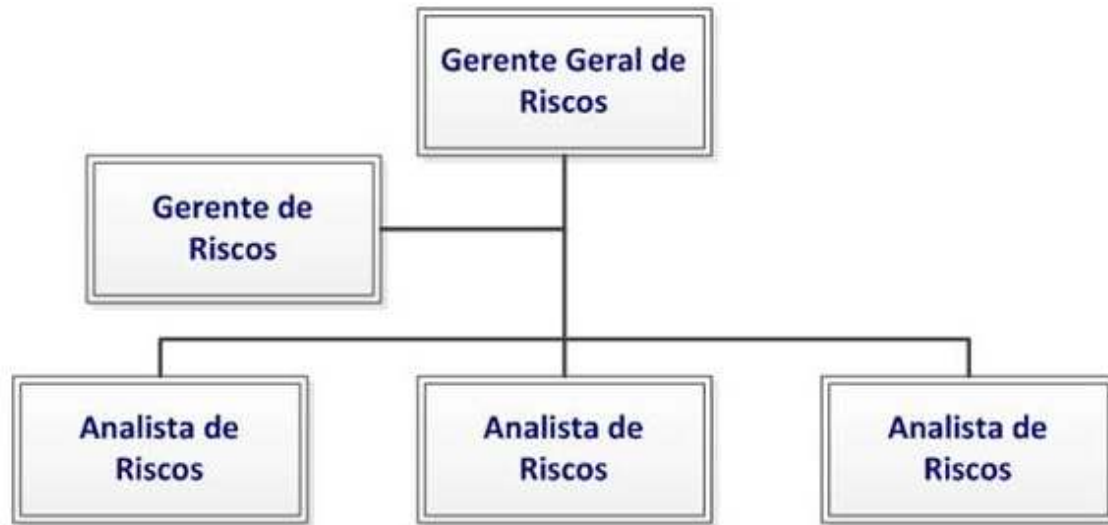 Gerente Geral de
Riscos
Gerente de
Riscos
Analista de
Riscos
Analista de
Riscos
Analista de
Riscos